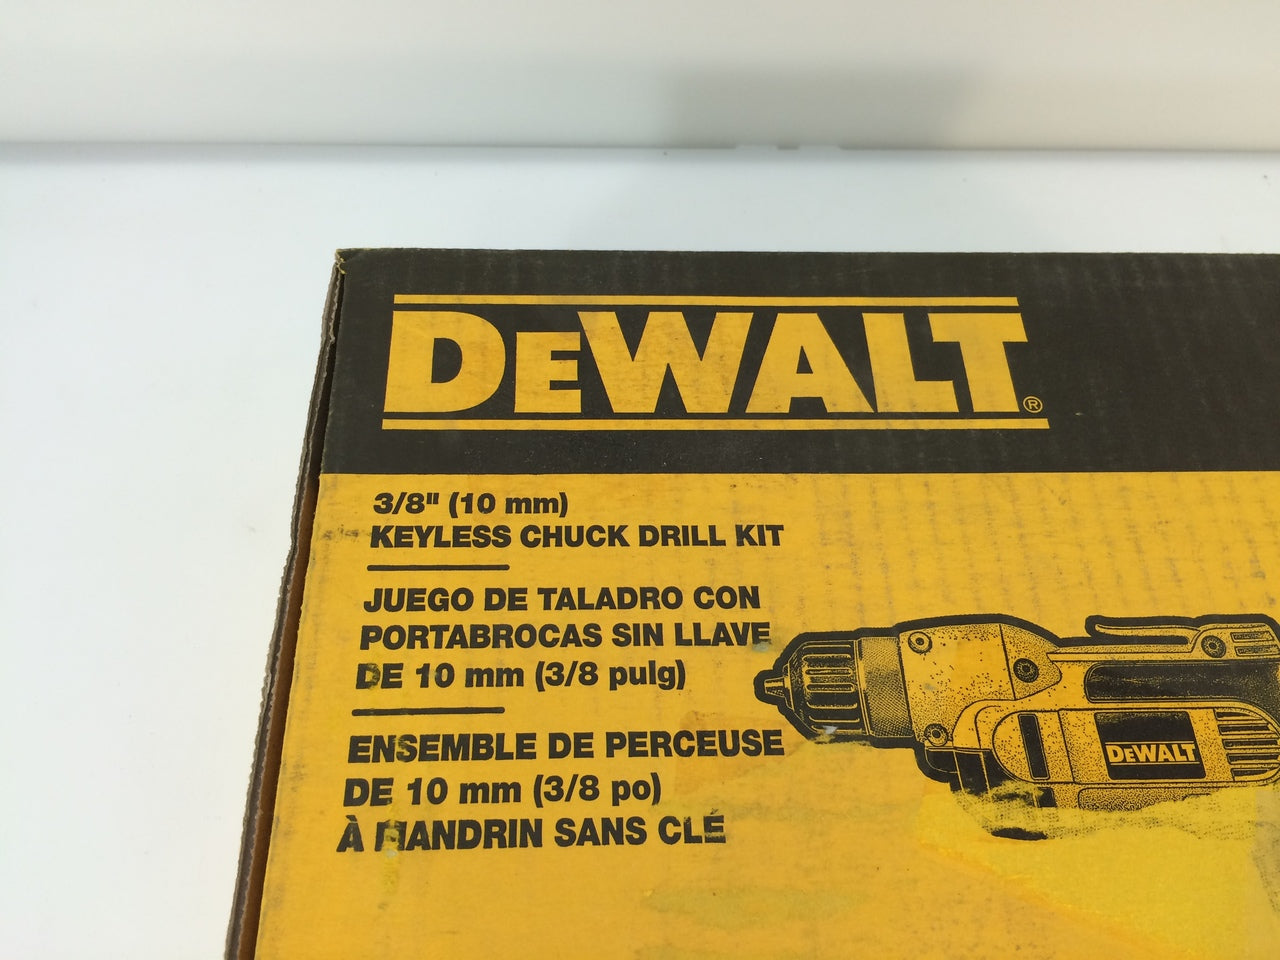 DEWALT®
3/8" (10 mm)
KEYLESS CHUCK DRILL KIT
JUEGO DE TALADRO CON
PORTABROCAS SIN LLAVE
DE 10 mm (3/8 pulg)
DEWALT
ENSEMBLE DE PERCEUSE
DE 10 mm (3/8 po)
À MANDRIN SANS CLÉ